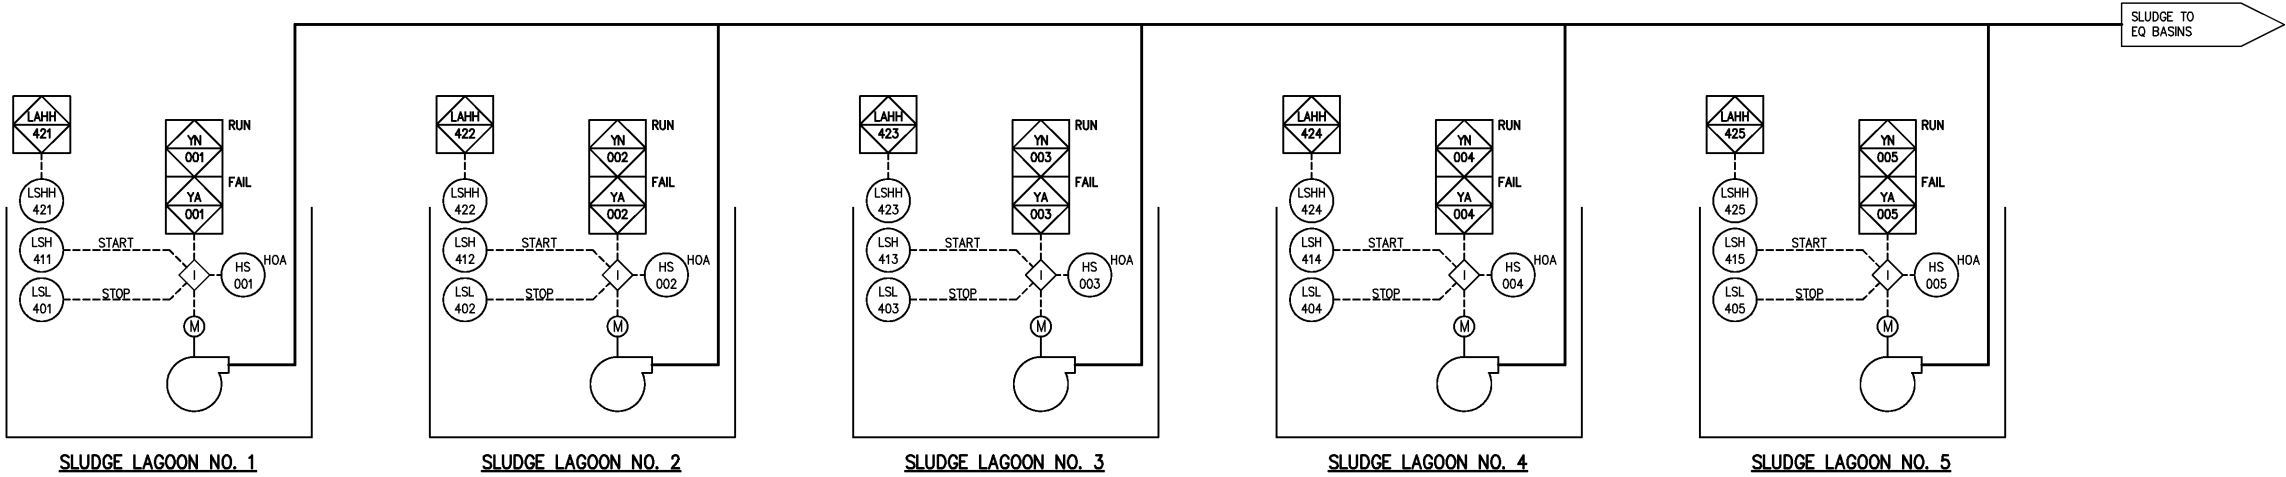 SLUDGE TO
EQ BASINS
LAHH
421
LSHH
421
LSH
411
LSL
401
START
STOP
YN
001
RUN
YA
001
FAIL
I
HS
001
HOA
M
SLUDGE LAGOON NO. 1
LAHH
422
LSHH
422
LSH
412
LSL
402
START
STOP
YN
002
RUN
YA
002
FAIL
I
HS
002
HOA
M
SLUDGE LAGOON NO. 2
LAHH
423
LSHH
423
LSH
413
LSL
403
START
STOP
YN
003
RUN
YA
003
FAIL
I
HS
003
HOA
M
SLUDGE LAGOON NO. 3
LAHH
424
LSHH
424
LSH
414
LSL
404
START
STOP
YN
004
RUN
YA
004
FAIL
I
HS
004
HOA
M
SLUDGE LAGOON NO. 4
LAHH
425
LSHH
425
LSH
415
LSL
405
START
STOP
YN
005
RUN
YA
005
FAIL
I
HS
005
HOA
M
SLUDGE LAGOON NO. 5